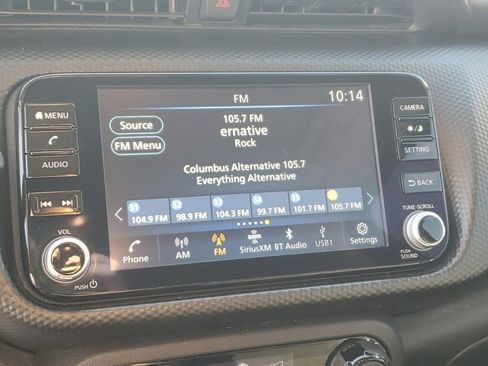 FM
10:14
MENU
CAMERA
Source
105.7 FM
ernative
FM Menu
Rock
SETTING
AUDIO
Columbus Alternative 105.7
Everything Alternative
BACK
31 32 33 34 35
104.9 FM 98.9 FM 104.3 FM 99.7 FM 101.7 FM 105.7 FM
TUNE•SCROLL
VOL
Phone AM FM SiriusXM BT Audio USB1 Settings
PUSH
SOUND
PUSH